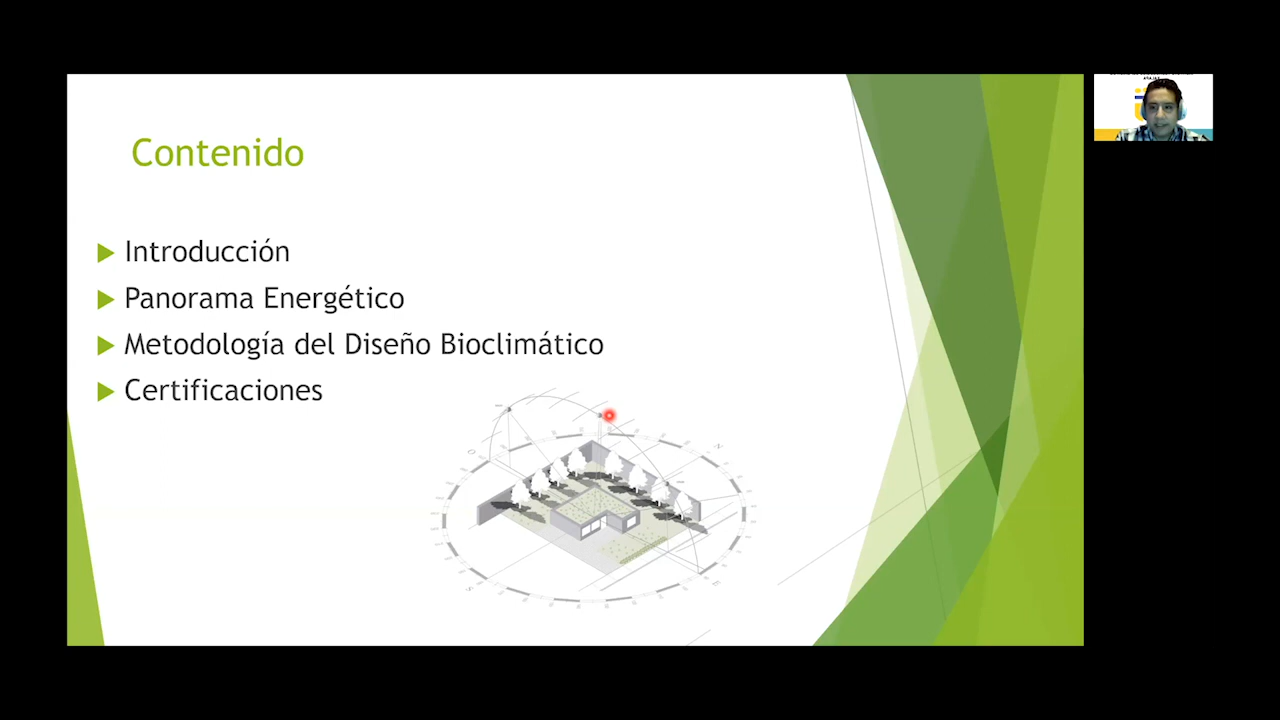 Contenido
Introducción
Panorama Energético
Metodología del Diseño Bioclimático
Certificaciones